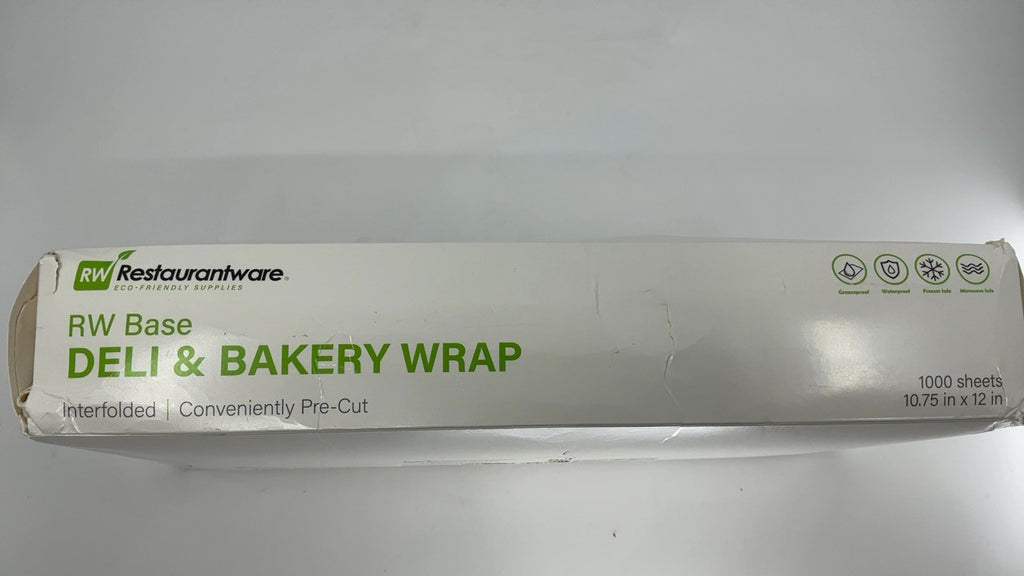 RW Restaurantware
ECO-FRIENDLY SUPPLIES
RW Base
DELI & BAKERY WRAP
Interfolded | Conveniently Pre-Cut
Greaseproof Waterproof Freezer Safe Microwave Safe
1000 sheets
10.75 in x 12 in